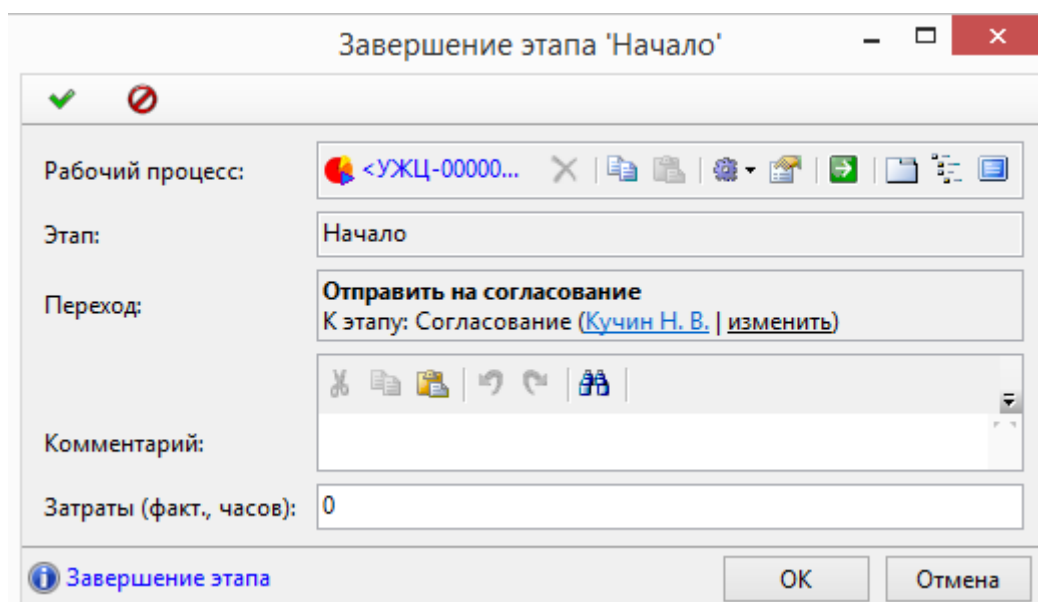 Завершение этапа 'Начало'
Рабочий процесс: <УЖЦ-00000...
Этап: Начало
Переход: Отправить на согласование
К этапу: Согласование (Кучин Н. В. | изменить)
Комментарий:
Затраты (факт., часов): 0
Завершение этапа OK Отмена